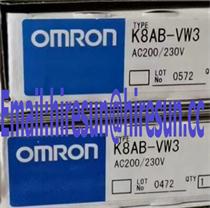 TYPE
K8AB-VW3
OMRON
AC200/230V
LOT No 0572
Email:hiresun@hiresun.cc
TYPE
K8AB-VW3
OMRON
AC200/230V
LOT No 0472 QTY 1